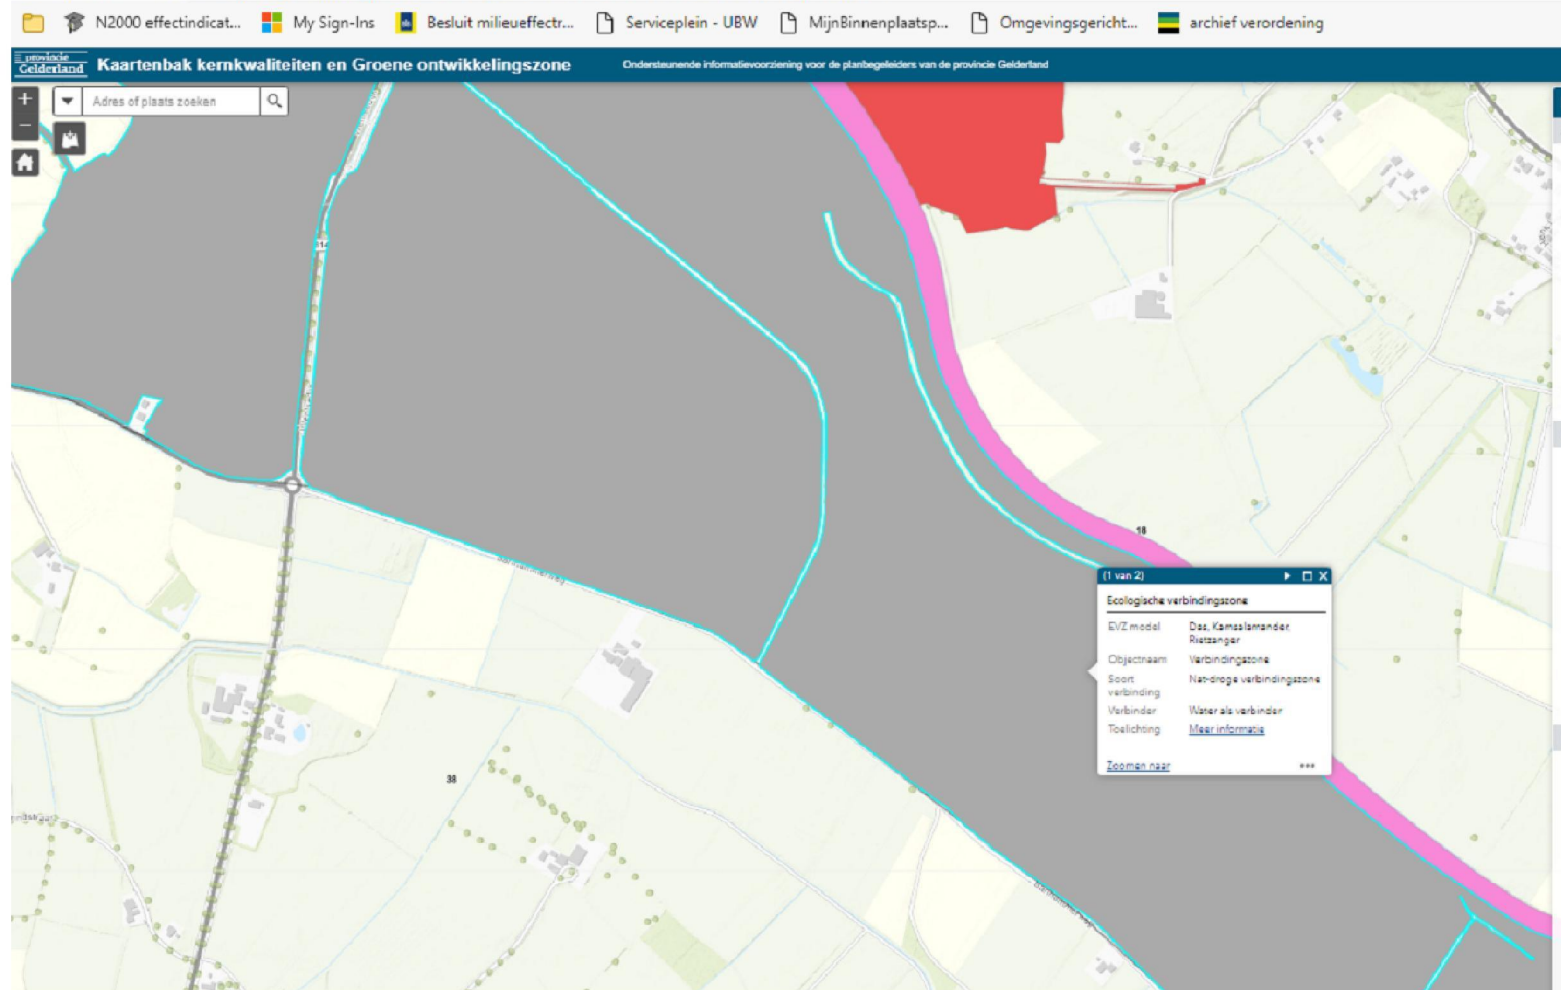 N2000 effectindicat... My Sign-Ins Besluit milieueffectr... Serviceplein - UBW MijnBinnenplaatsp... Omgevingsgericht... archief verordening
provincie
Gelderland Kaartenbak kernkwaliteiten en Groene ontwikkelingszone Ondersteunende informatievoorziening voor de planbegeleiders van de provincie Gelderland
+ Adres of plaats zoeken
−
18
(1 van 2) X
Ecologische verbindingszone
EVZ model Das, Kamsalamander,
Rietzanger
Objectnaam Verbindingszone
Soort Nat-droge verbindingszone
verbinding
Verbinder Water als verbinder
Toelichting Meer informatie
Zoomen naar
38